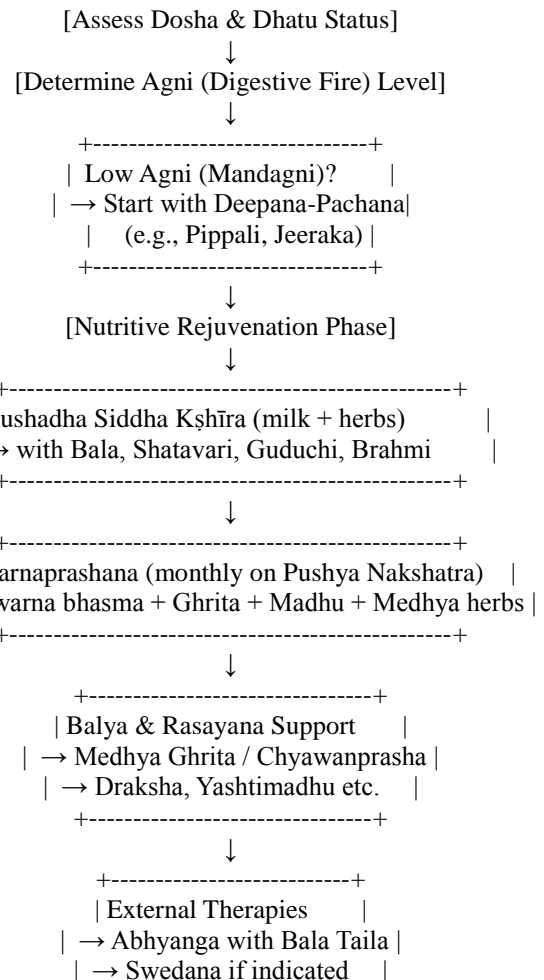 [Assess Dosha & Dhatu Status]
↓
[Determine Agni (Digestive Fire) Level]
↓
+-------------------------------+
| Low Agni (Mandagni)? |
| → Start with Deepana-Pachana|
| (e.g., Pippali, Jeeraka) |
+-------------------------------+
↓
[Nutritive Rejuvenation Phase]
↓
+--------------------------------------------------+
ushadha Siddha Kṣhīra (milk + herbs) |
→ with Bala, Shatavari, Guduchi, Brahmi |
+--------------------------------------------------+
↓
+--------------------------------------------------+
arnaprashana (monthly on Pushya Nakshatra) |
warna bhasma + Ghrita + Madhu + Medhya herbs |
+--------------------------------------------------+
↓
+--------------------------------+
| Balya & Rasayana Support |
| → Medhya Ghrita / Chyawanprasha |
| → Draksha, Yashtimadhu etc. |
+--------------------------------+
↓
+---------------------------+
| External Therapies |
| → Abhyanga with Bala Taila |
| → Swedana if indicated |